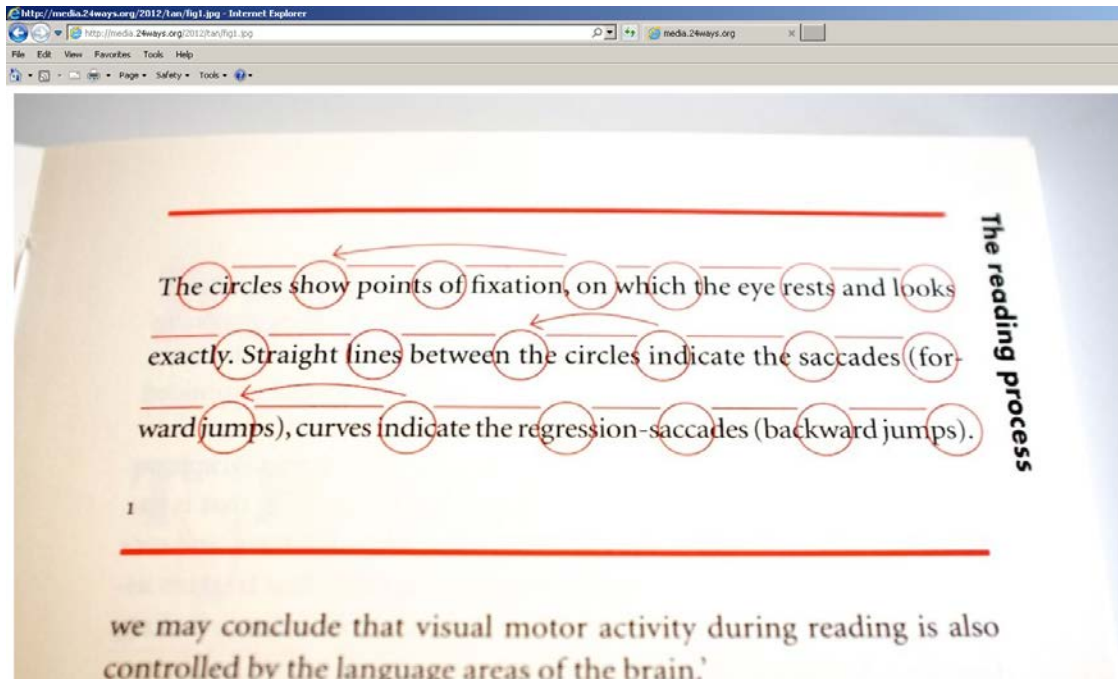 http://media.24ways.org/2012/tan/fig1.jpg - Internet Explorer
http://media.24ways.org/2012/tan/fig1.jpg
media.24ways.org
File Edit View Favorites Tools Help
Page Safety Tools
The circles show points of fixation, on which the eye rests and looks
exactly. Straight lines between the circles indicate the saccades (for-
ward jumps), curves indicate the regression-saccades (backward jumps).
The reading process
1
we may conclude that visual motor activity during reading is also
controlled by the language areas of the brain.'